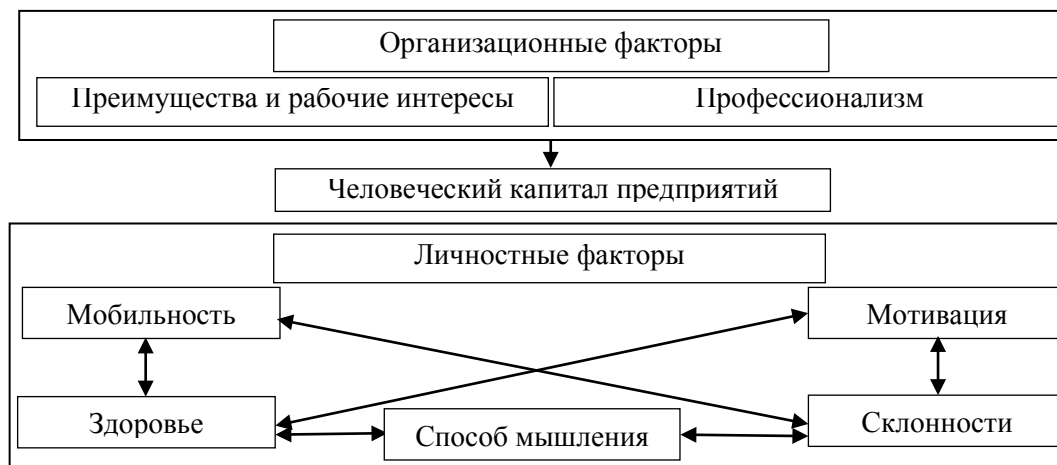 Организационные факторы
Преимущества и рабочие интересы
Профессионализм
Человеческий капитал предприятий
Личностные факторы
Мобильность
Мотивация
Здоровье
Способ мышления
Склонности